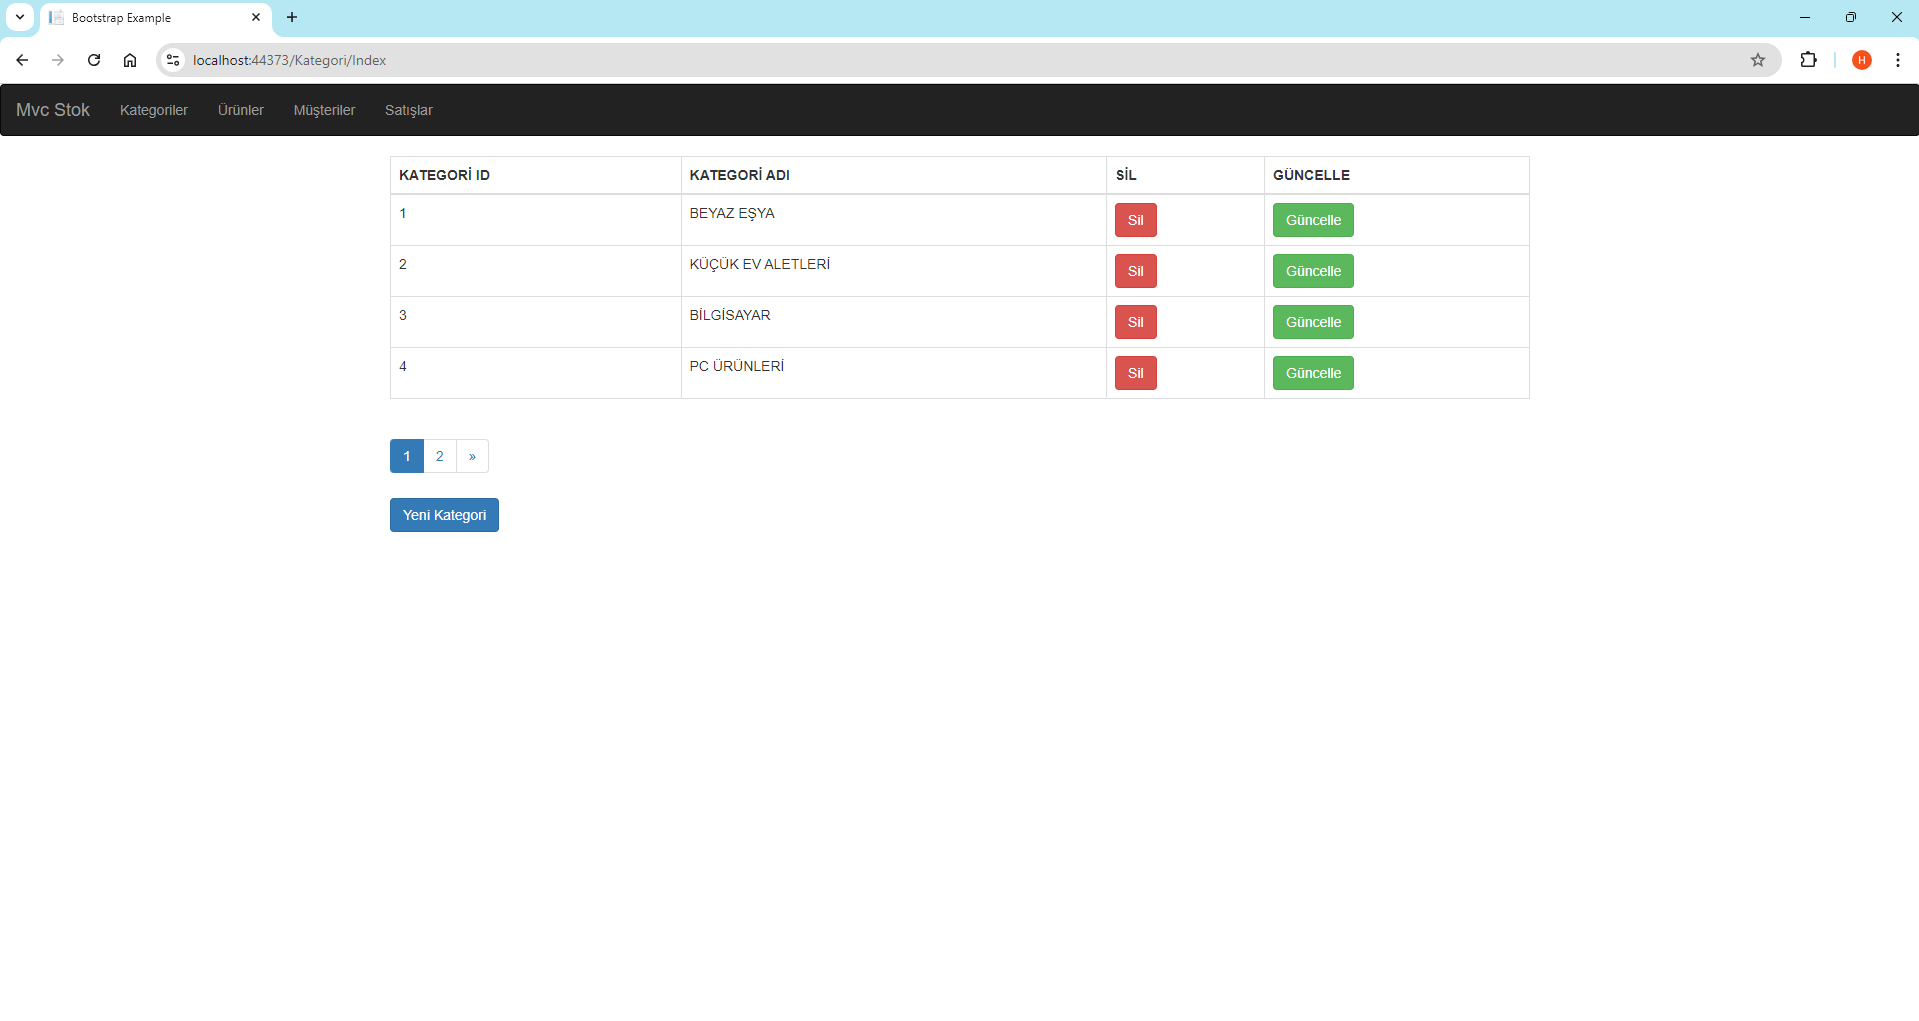 Bootstrap Example
localhost:44373/Kategori/Index
H
Mvc Stok Kategoriler Ürünler Müşteriler Satışlar
KATEGORİ ID KATEGORİ ADI SİL GÜNCELLE
1 BEYAZ EŞYA Sil Güncelle
2 KÜÇÜK EV ALETLERİ Sil Güncelle
3 BİLGİSAYAR Sil Güncelle
4 PC ÜRÜNLERİ Sil Güncelle
1 2 »
Yeni Kategori